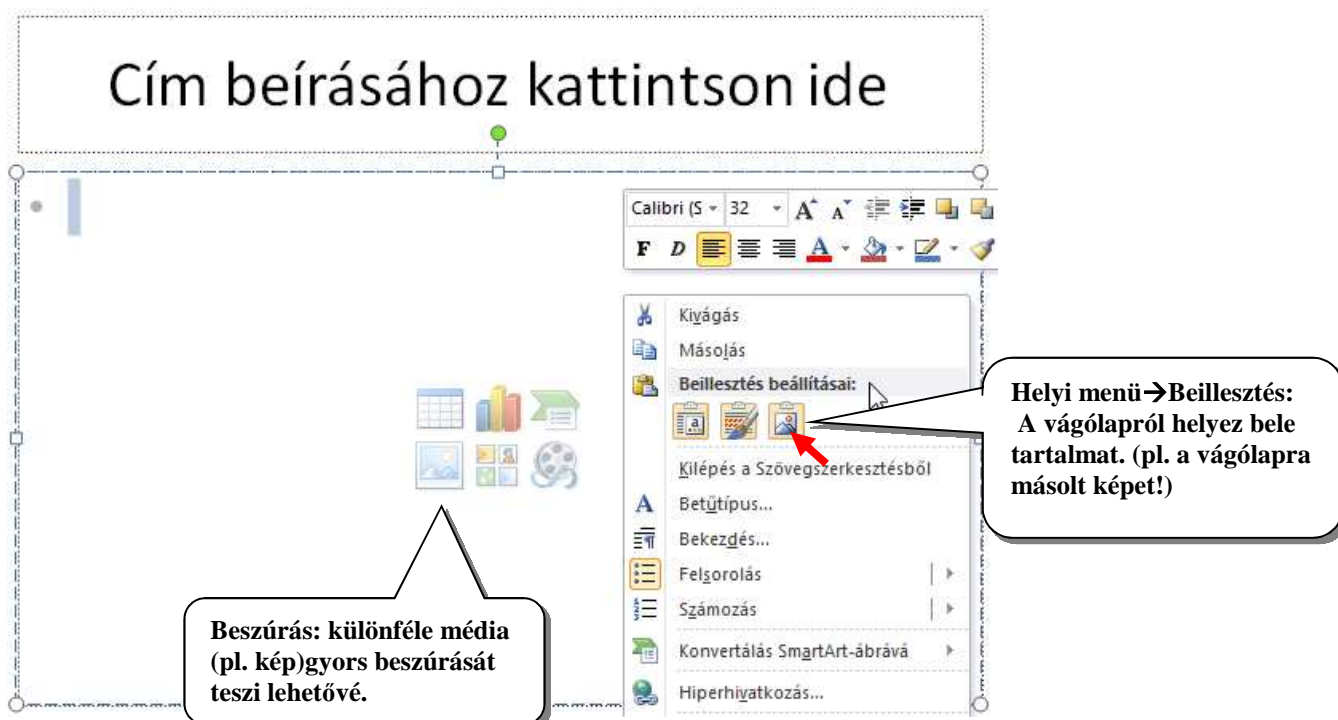 Cím beírásához kattintson ide
Calibri (S 32 A A
F D A
Kivágás
Másolás
Beillesztés beállításai:
a
Kilépés a Szövegszerkesztésből
A Betűtípus...
Bekezdés...
Felsorolás
Számozás
Konvertálás SmartArt-ábrává
Hiperhivatkozás...
Helyi menü→Beillesztés:
A vágólapról helyez bele
tartalmat. (pl. a vágólapra
másolt képet!)
Beszúrás: különféle média
(pl. kép)gyors beszúrását
teszi lehetővé.